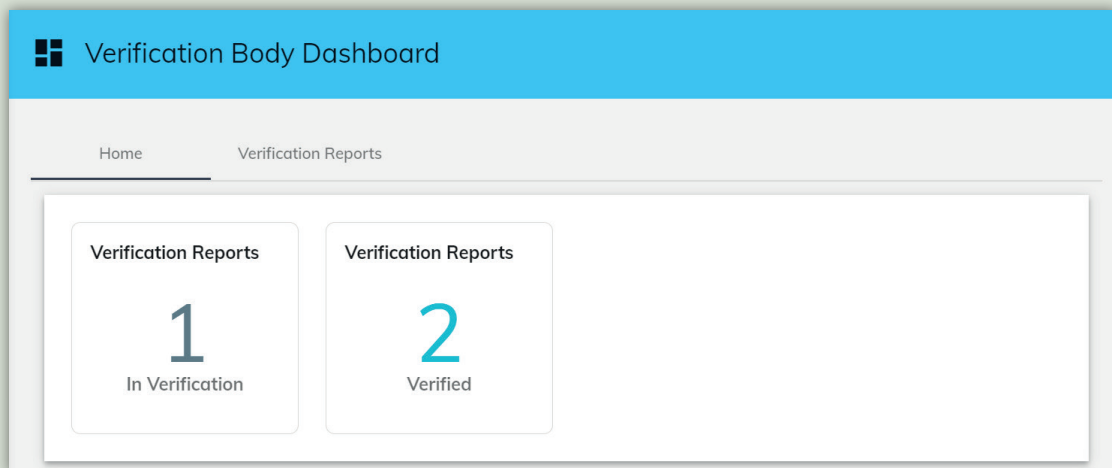 Verification Body Dashboard
Home Verification Reports
Verification Reports Verification Reports
1 2
In Verification Verified